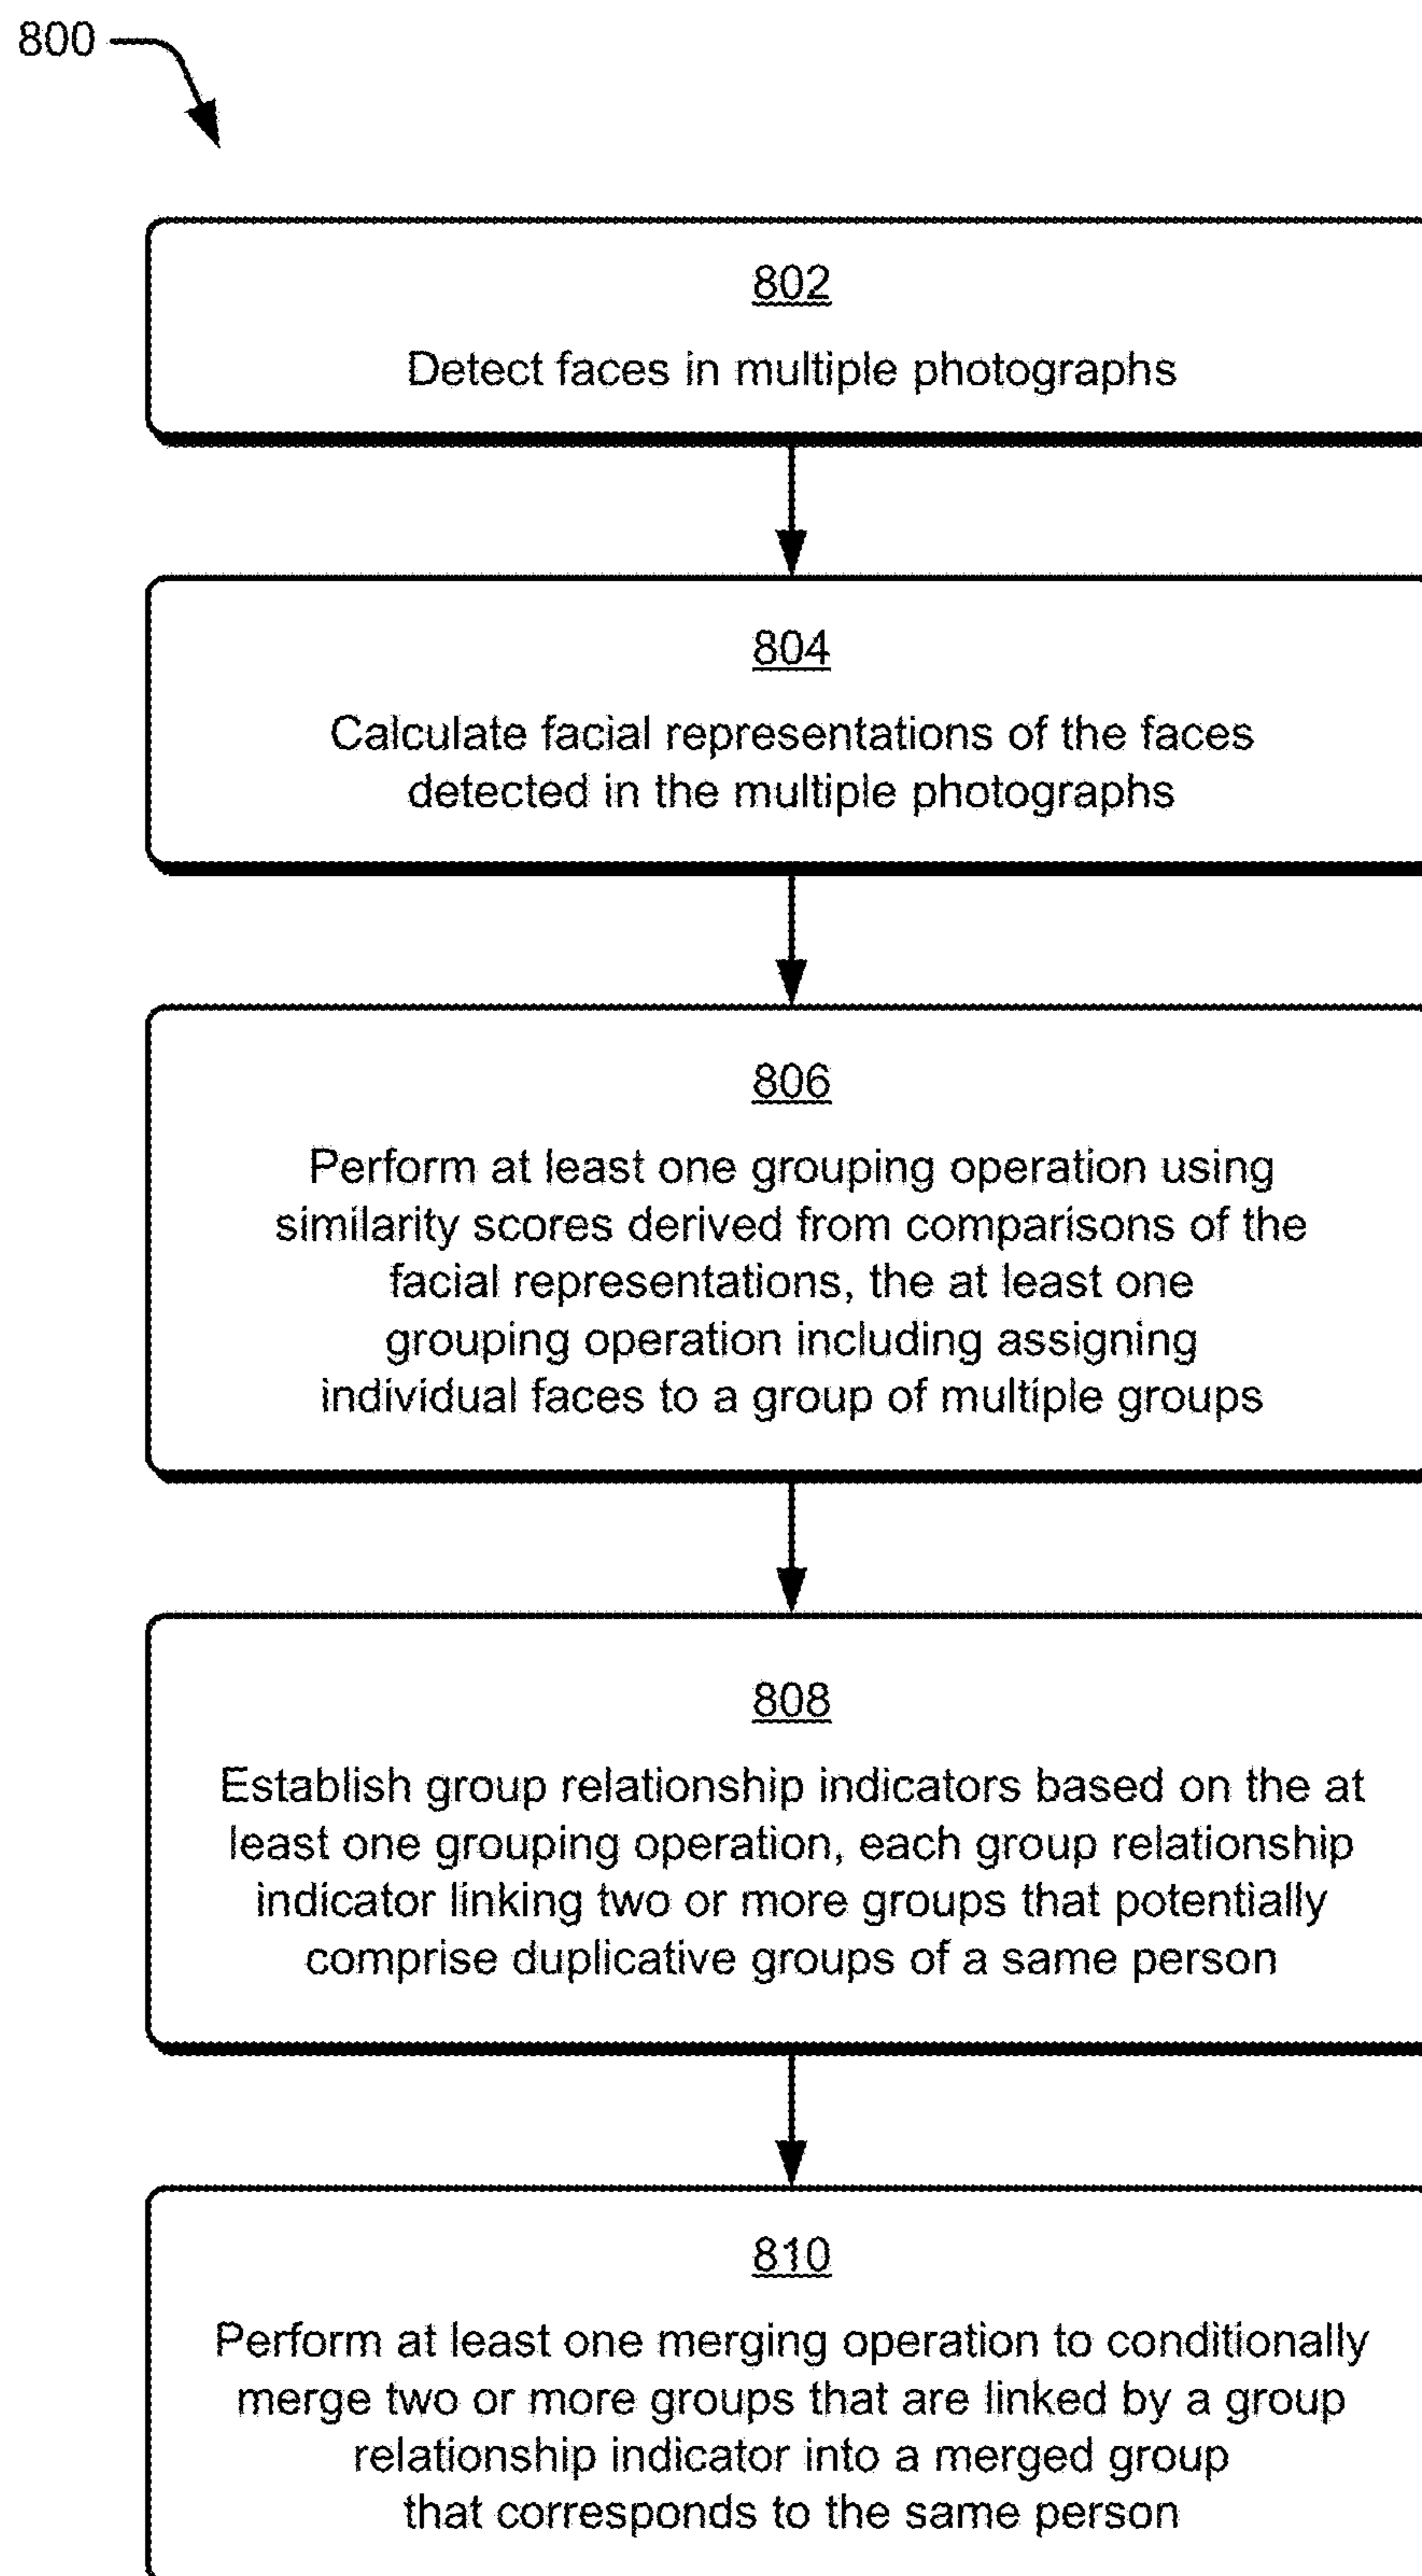 800
802
Detect faces in multiple photographs
804
Calculate facial representations of the faces
detected in the multiple photographs
806
Perform at least one grouping operation using
similarity scores derived from comparisons of the
facial representations, the at least one
grouping operation including assigning
individual faces to a group of multiple groups
808
Establish group relationship indicators based on the at
least one grouping operation, each group relationship
indicator linking two or more groups that potentially
comprise duplicative groups of a same person
810
Perform at least one merging operation to conditionally
merge two or more groups that are linked by a group
relationship indicator into a merged group
that corresponds to the same person